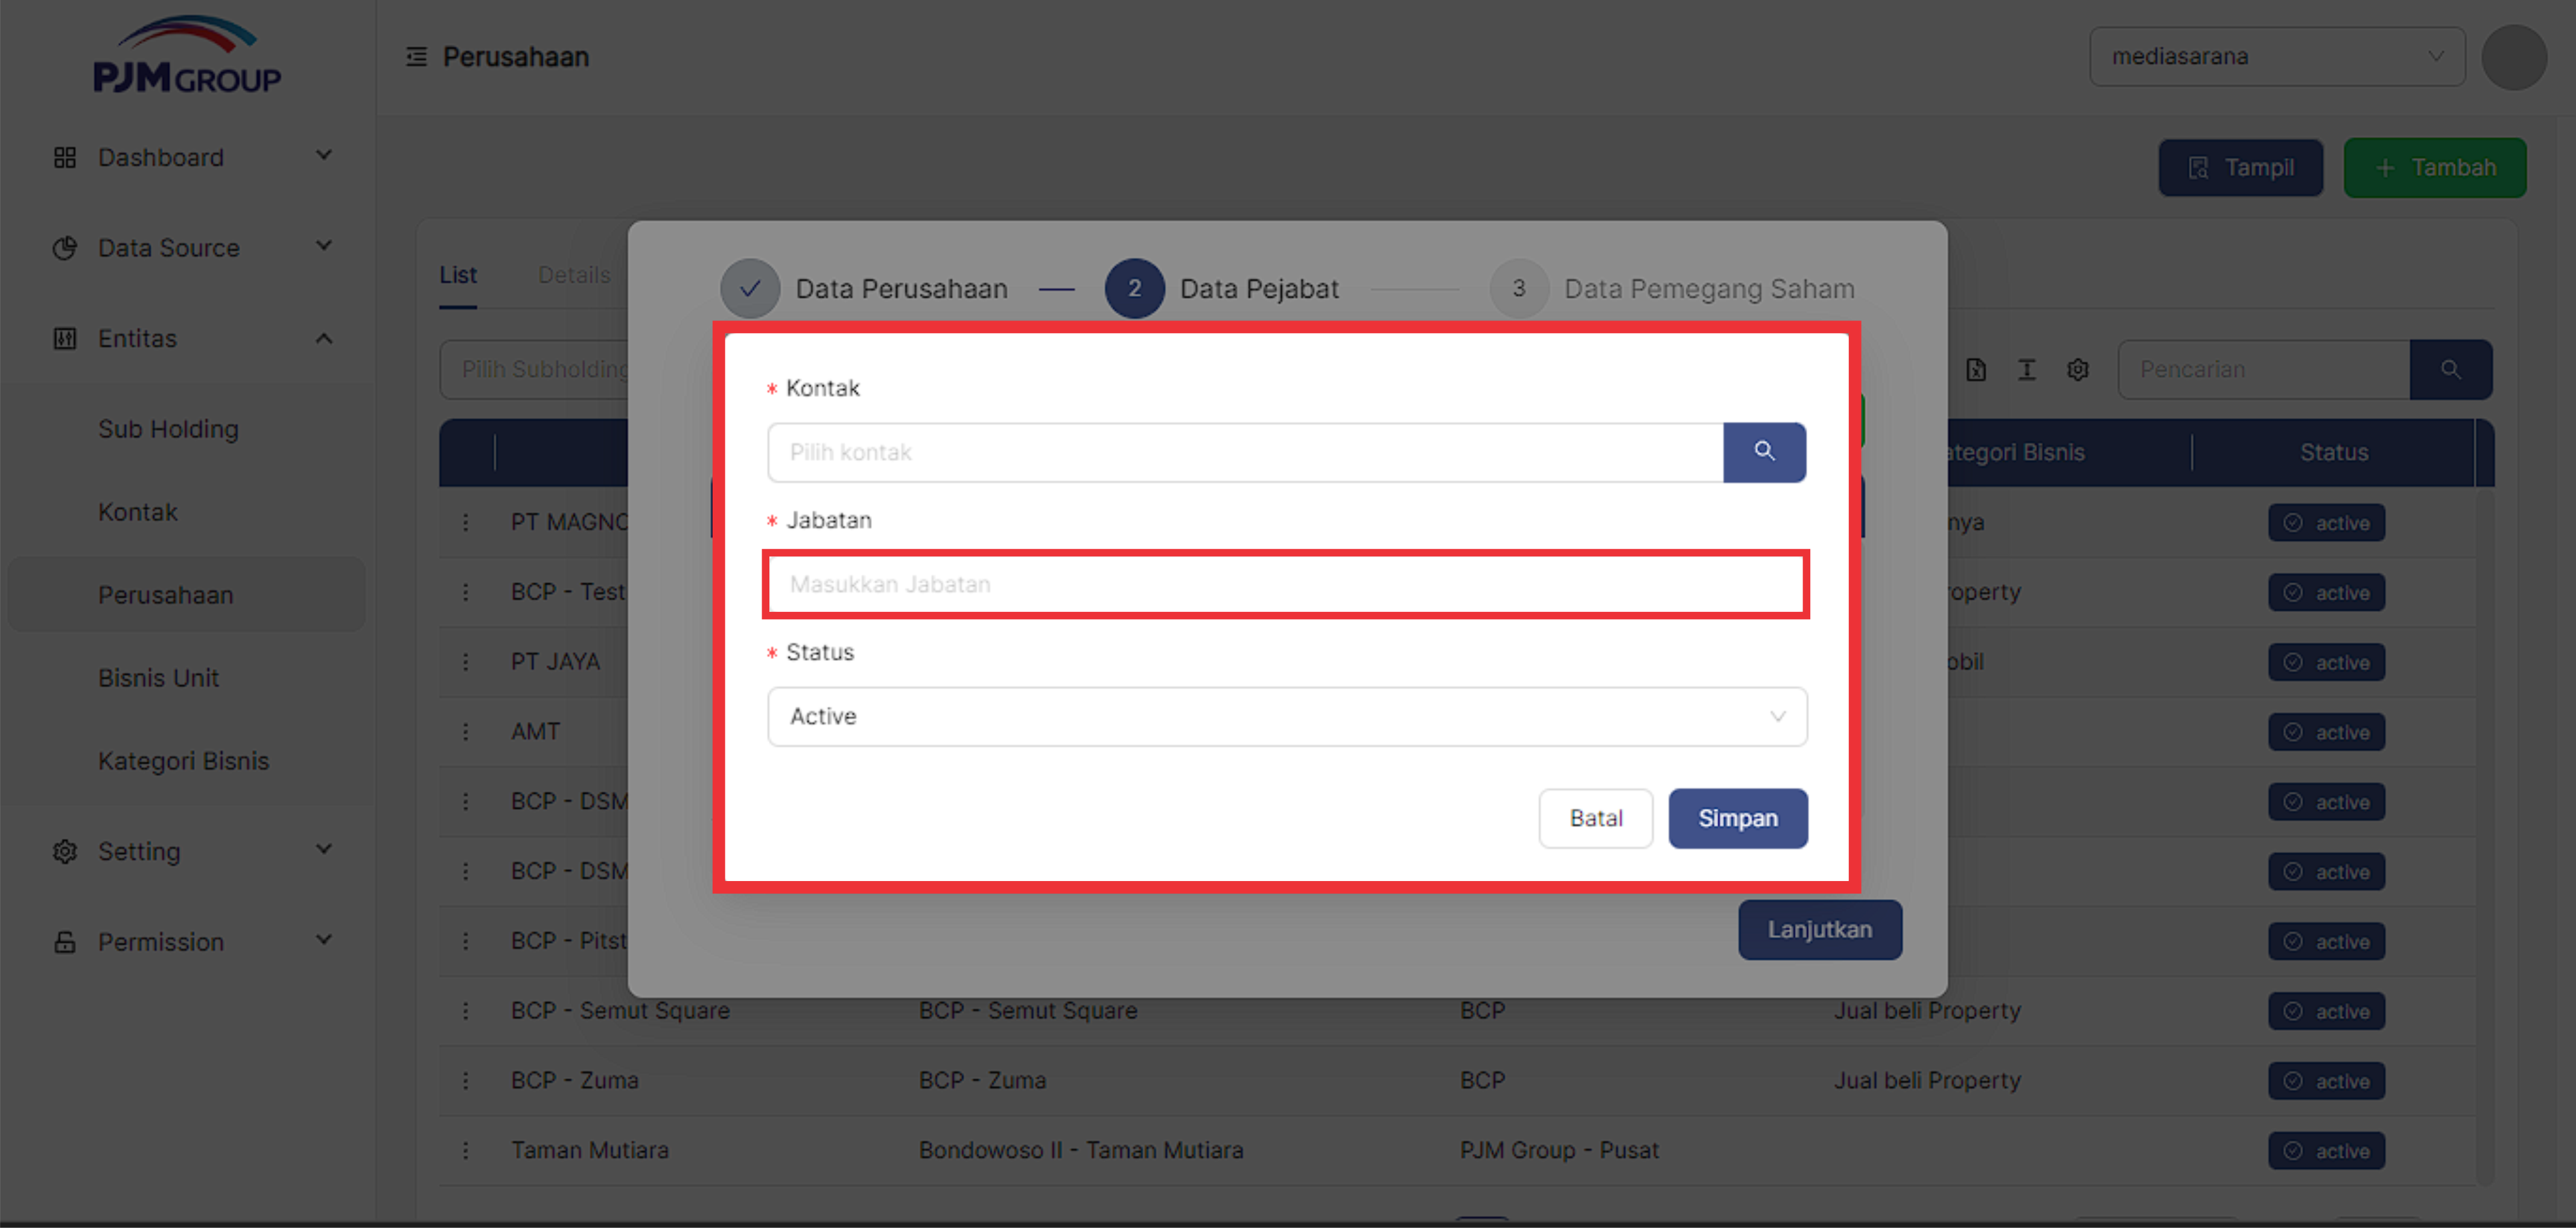 PJM GROUP
Perusahaan
mediasarana
Dashboard
Data Source
Entitas
Sub Holding
Kontak
Perusahaan
Bisnis Unit
Kategori Bisnis
Setting
Permission
Tampil
+ Tambah
List
Details
Pilih Subholding
Pencarian
Data Perusahaan
2 Data Pejabat
3 Data Pemegang Saham
* Kontak
Pilih kontak
* Jabatan
Masukkan Jabatan
* Status
Active
Batal
Simpan
Lanjutkan
ategori Bisnis
Status
PT MAGNO
nya
active
BCP - Test
roperty
active
PT JAYA
obil
active
AMT
active
BCP - DSM
active
BCP - DSM
active
BCP - Pitst
active
BCP - Semut Square
BCP - Semut Square
BCP
Jual beli Property
active
BCP - Zuma
BCP - Zuma
BCP
Jual beli Property
active
Taman Mutiara
Bondowoso II - Taman Mutiara
PJM Group - Pusat
active